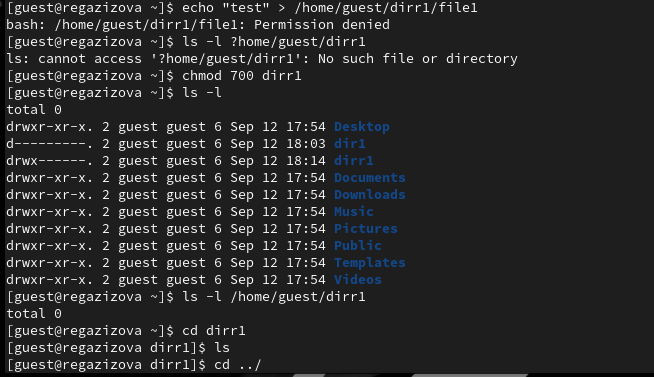 [guest@regazizova ~]$ echo "test" > /home/guest/dirr1/file1
bash: /home/guest/dirr1/file1: Permission denied
[guest@regazizova ~]$ ls -l ?home/guest/dirr1
ls: cannot access '?home/guest/dirr1': No such file or directory
[guest@regazizova ~]$ chmod 700 dirr1
[guest@regazizova ~]$ ls -l
total 0
drwxr-xr-x. 2 guest guest 6 Sep 12 17:54 Desktop
d---------. 2 guest guest 6 Sep 12 18:03 dir1
drwx------. 2 guest guest 6 Sep 12 18:14 dirr1
drwxr-xr-x. 2 guest guest 6 Sep 12 17:54 Documents
drwxr-xr-x. 2 guest guest 6 Sep 12 17:54 Downloads
drwxr-xr-x. 2 guest guest 6 Sep 12 17:54 Music
drwxr-xr-x. 2 guest guest 6 Sep 12 17:54 Pictures
drwxr-xr-x. 2 guest guest 6 Sep 12 17:54 Public
drwxr-xr-x. 2 guest guest 6 Sep 12 17:54 Templates
drwxr-xr-x. 2 guest guest 6 Sep 12 17:54 Videos
[guest@regazizova ~]$ ls -l /home/guest/dirr1
total 0
[guest@regazizova ~]$ cd dirr1
[guest@regazizova dirr1]$ ls
[guest@regazizova dirr1]$ cd ../